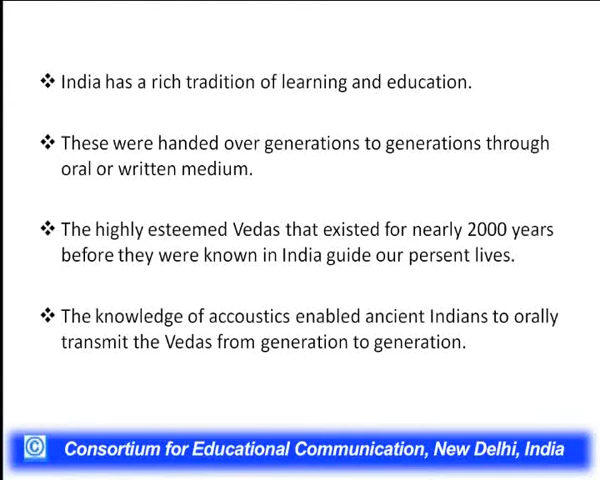 ❖ India has a rich tradition of learning and education.
❖ These were handed over generations to generations through
oral or written medium.
❖ The highly esteemed Vedas that existed for nearly 2000 years
before they were known in India guide our persent lives.
❖ The knowledge of accoustics enabled ancient Indians to orally
transmit the Vedas from generation to generation.
© Consortium for Educational Communication, New Delhi, India